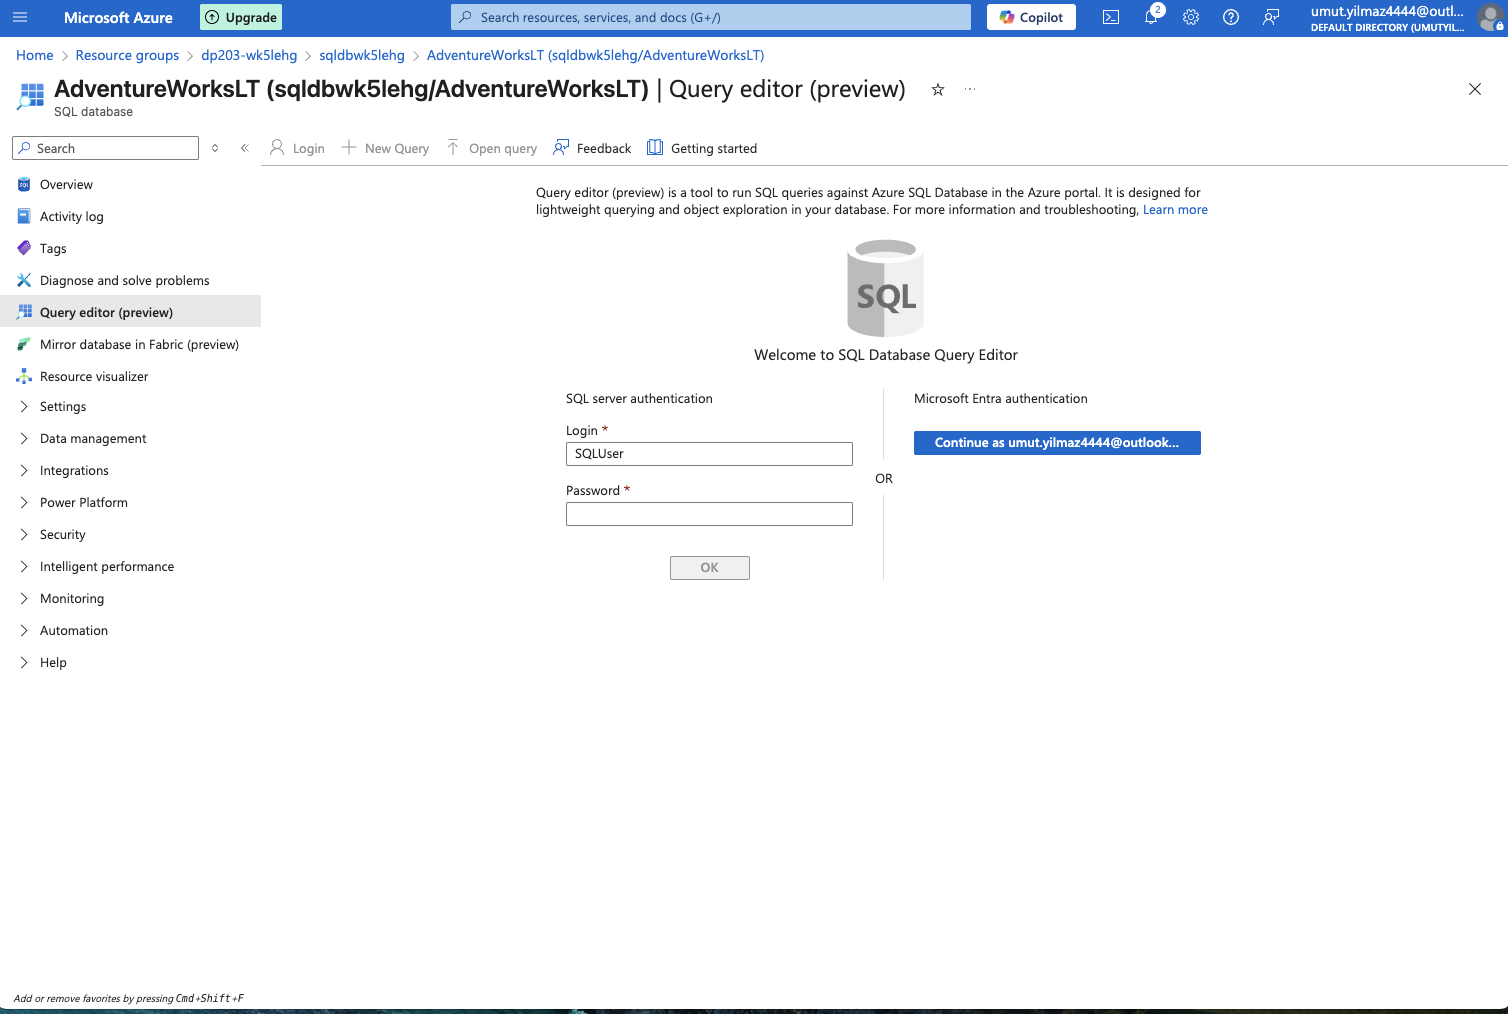 Microsoft Azure
Upgrade
Search resources, services, and docs (G+/)
Copilot
2
umut.yilmaz4444@outl...
DEFAULT DIRECTORY (UMUTYIL...
Home > Resource groups > dp203-wk5lehg > sqldbwk5lehg > AdventureWorksLT (sqldbwk5lehg/AdventureWorksLT)
AdventureWorksLT (sqldbwk5lehg/AdventureWorksLT) | Query editor (preview)
SQL database
Search
Login
New Query
Open query
Feedback
Getting started
Overview
Activity log
Tags
Diagnose and solve problems
Query editor (preview)
Mirror database in Fabric (preview)
Resource visualizer
Settings
Data management
Integrations
Power Platform
Security
Intelligent performance
Monitoring
Automation
Help
Query editor (preview) is a tool to run SQL queries against Azure SQL Database in the Azure portal. It is designed for
lightweight querying and object exploration in your database. For more information and troubleshooting, Learn more
SQL
Welcome to SQL Database Query Editor
SQL server authentication
Login *
SQLUser
Password *
OK
OR
Microsoft Entra authentication
Continue as umut.yilmaz4444@outlook...
Add or remove favorites by pressing Cmd+Shift+F